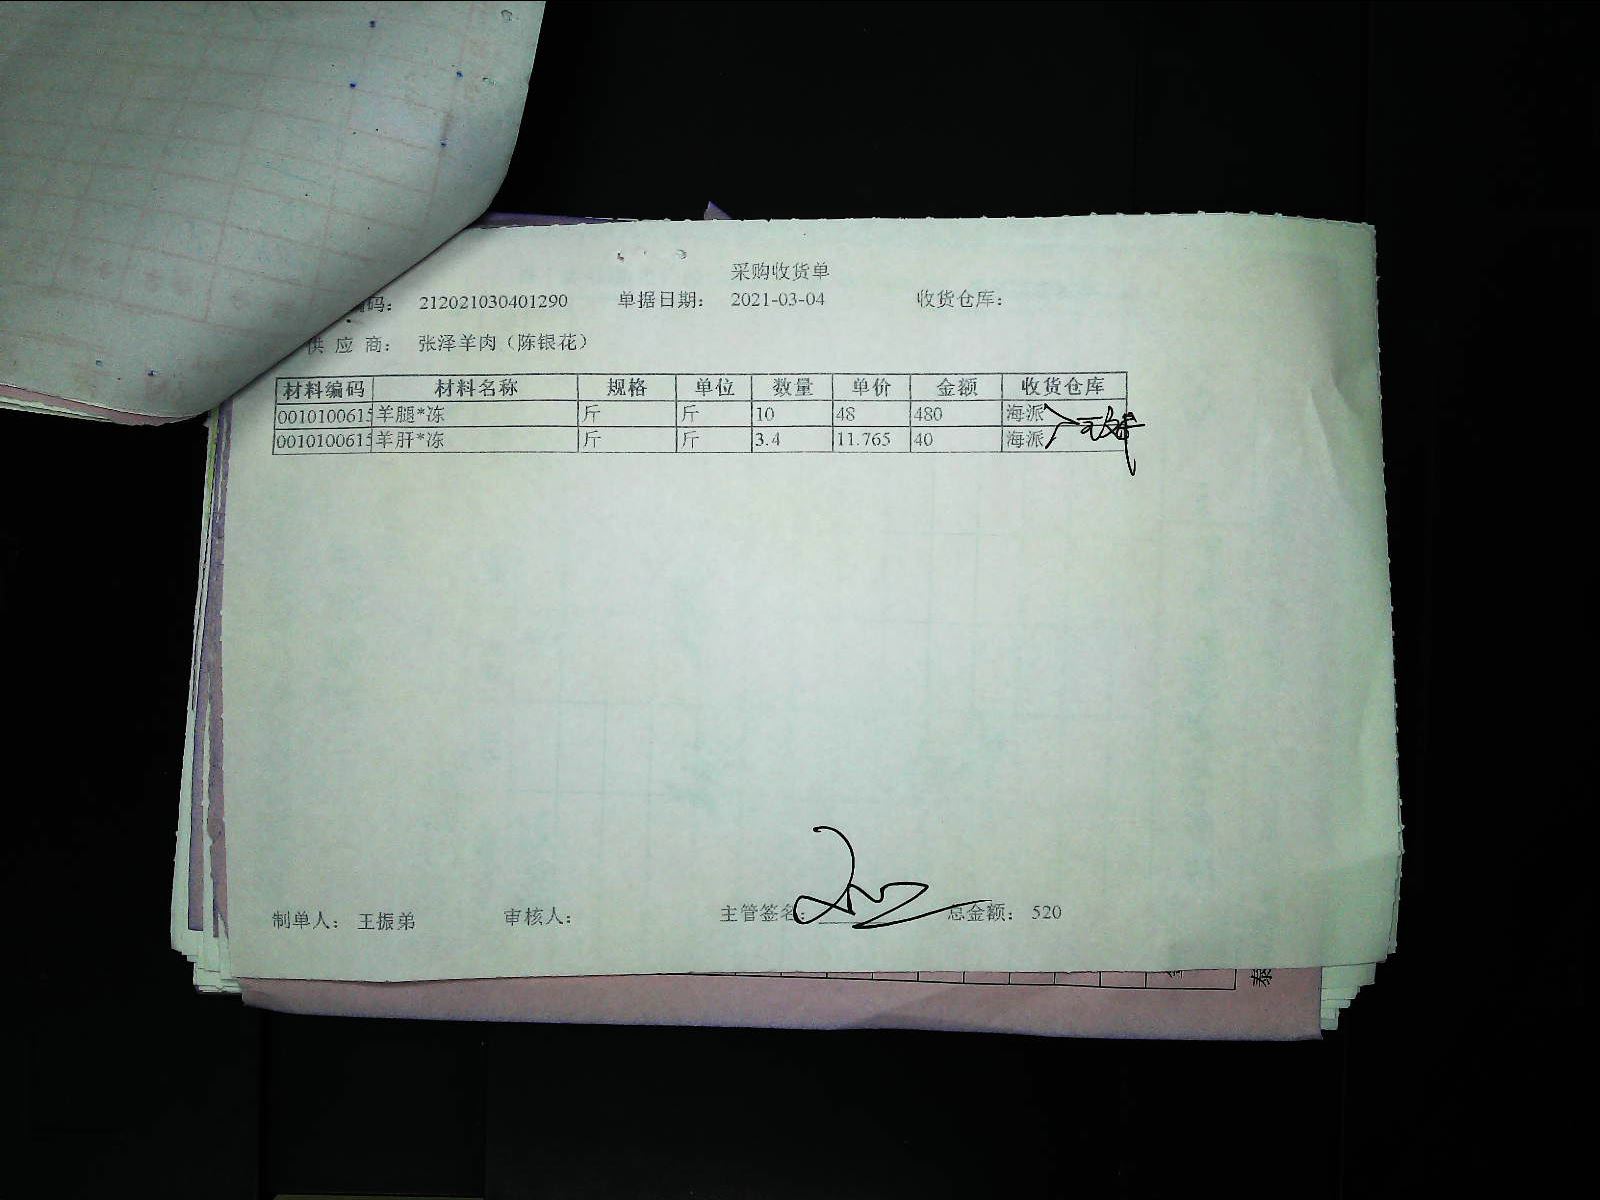 采购收货单
编码： 212021030401290 单据日期： 2021-03-04 收货仓库：
供 应 商： 张泽羊肉（陈银花）
材料编码 材料名称 规格 单位 数量 单价 金额 收货仓库
0010100615 羊腿*冻 斤 斤 10 48 480 海派
0010100615 羊肝*冻 斤 斤 3.4 11.765 40 海派
制单人： 王振弟 审核人： 主管签名： 总金额： 520